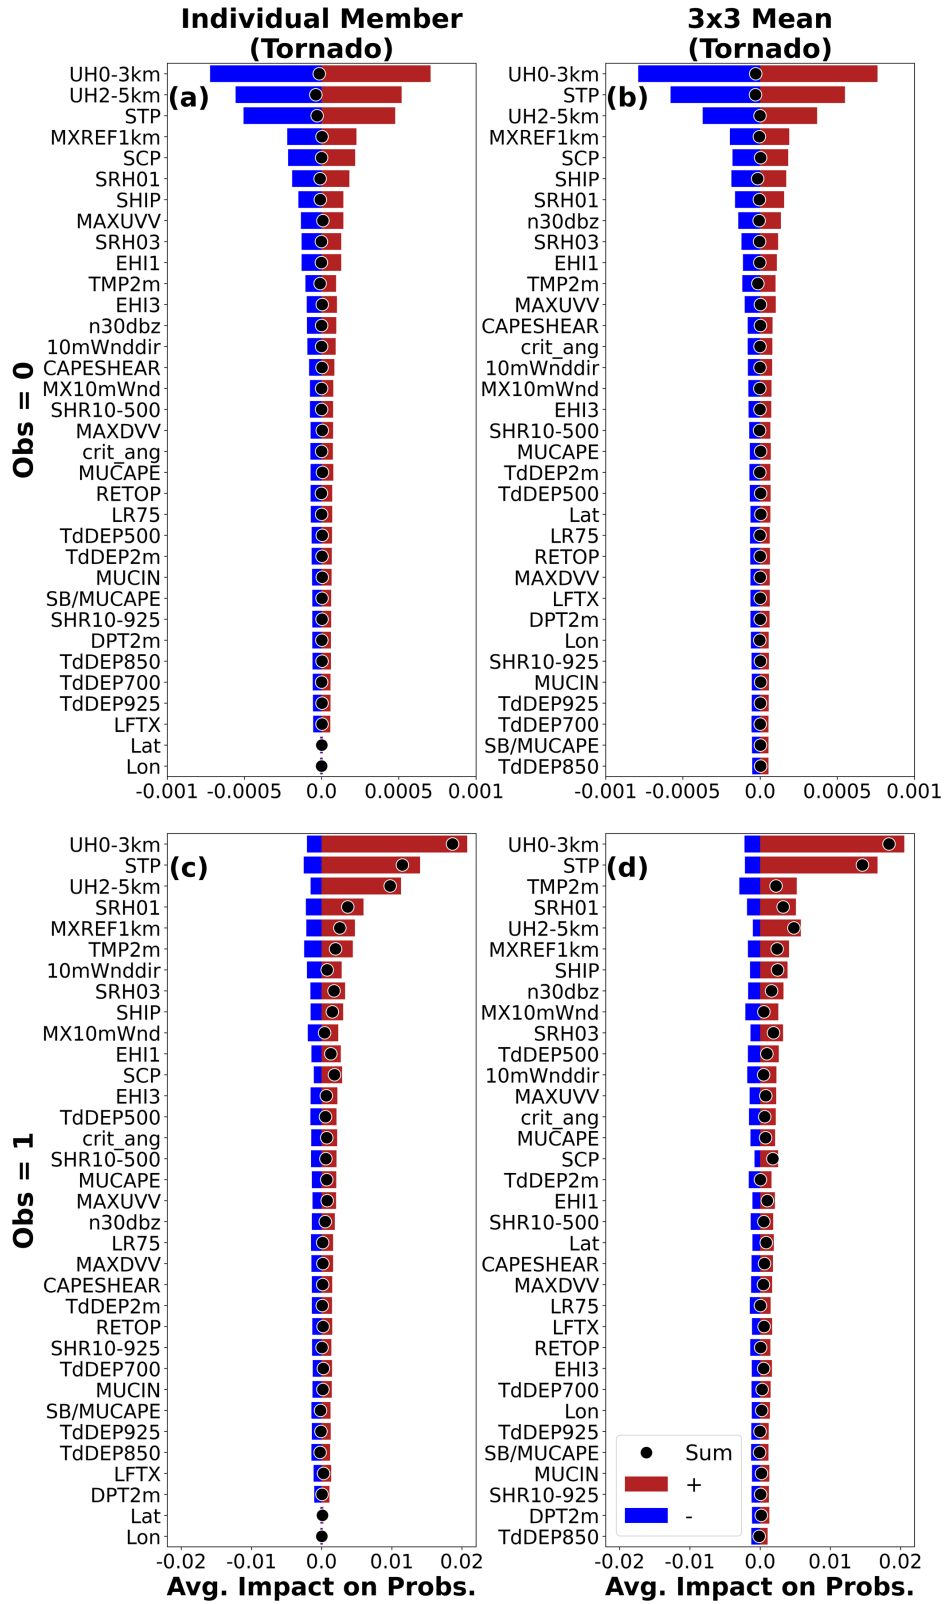 Individual Member
(Tornado)
3x3 Mean
(Tornado)
Obs = 0
(a)
UH0-3km
UH2-5km
STP
MXREF1km
SCP
SRH01
SHIP
MAXUVV
SRH03
EHI1
TMP2m
EHI3
n30dbz
10mWnddir
CAPESHEAR
MX10mWnd
SHR10-500
MAXDVV
crit_ang
MUCAPE
RETOP
LR75
TdDEP500
TdDEP2m
MUCIN
SB/MUCAPE
SHR10-925
DPT2m
TdDEP850
TdDEP700
TdDEP925
LFTX
Lat
Lon
-0.001 -0.0005 0.0 0.0005 0.001
(b)
UH0-3km
STP
UH2-5km
MXREF1km
SCP
SHIP
SRH01
n30dbz
SRH03
EHI1
TMP2m
MAXUVV
CAPESHEAR
crit_ang
10mWnddir
MX10mWnd
EHI3
SHR10-500
MUCAPE
TdDEP2m
TdDEP500
Lat
LR75
RETOP
MAXDVV
LFTX
DPT2m
Lon
SHR10-925
MUCIN
TdDEP925
TdDEP700
SB/MUCAPE
TdDEP850
-0.001 -0.0005 0.0 0.0005 0.001
Obs = 1
(c)
UH0-3km
STP
UH2-5km
SRH01
MXREF1km
TMP2m
10mWnddir
SRH03
SHIP
MX10mWnd
EHI1
SCP
EHI3
TdDEP500
crit_ang
SHR10-500
MUCAPE
MAXUVV
n30dbz
LR75
MAXDVV
CAPESHEAR
TdDEP2m
RETOP
SHR10-925
TdDEP700
MUCIN
SB/MUCAPE
TdDEP925
TdDEP850
LFTX
DPT2m
Lat
Lon
-0.02 -0.01 0.0 0.01 0.02
Avg. Impact on Probs.
(d)
UH0-3km
STP
TMP2m
SRH01
UH2-5km
MXREF1km
SHIP
n30dbz
MX10mWnd
SRH03
TdDEP500
10mWnddir
MAXUVV
crit_ang
MUCAPE
SCP
TdDEP2m
EHI1
SHR10-500
Lat
CAPESHEAR
MAXDVV
LR75
LFTX
RETOP
EHI3
TdDEP700
Lon
TdDEP925
SB/MUCAPE
MUCIN
SHR10-925
DPT2m
TdDEP850
Sum
+
-
-0.02 -0.01 0.0 0.01 0.02
Avg. Impact on Probs.